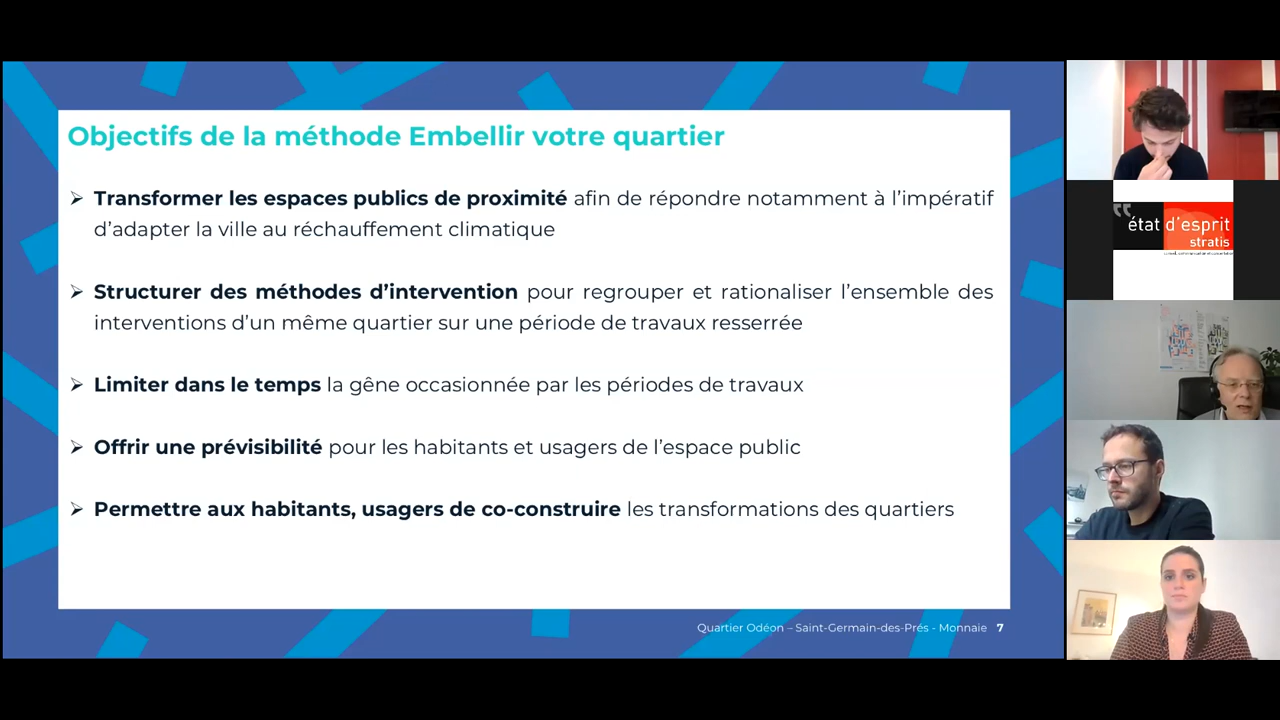 Objectifs de la méthode Embellir votre quartier
Transformer les espaces publics de proximité afin de répondre notamment à l’impératif
d’adapter la ville au réchauffement climatique
Structurer des méthodes d’intervention pour regrouper et rationaliser l’ensemble des
interventions d’un même quartier sur une période de travaux resserrée
Limiter dans le temps la gêne occasionnée par les périodes de travaux
Offrir une prévisibilité pour les habitants et usagers de l’espace public
Permettre aux habitants, usagers de co-construire les transformations des quartiers
Quartier Odéon – Saint-Germain-des-Prés - Monnaie 7
état d'esprit
stratis